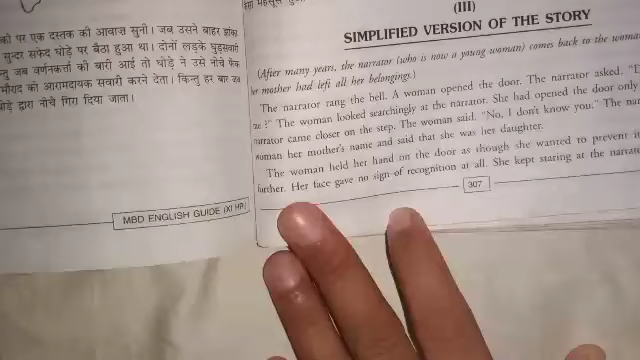 की पर एक दस्तक की आवाज़ सुनी। जब उसने बाहर झाँक
सुन्दर सफेद घोड़े पर बैठा हुआ था। दोनों लड़के घुड़सवारी
न्तु जब वर्णनकर्त्ता की बारी आई तो घोड़े ने उसे नीचे फेंक
मौराद को आरामदायक सवारी करने देता। किन्तु हर बार जब
घोड़े द्वारा नीचे गिरा दिया जाता।
MBD ENGLISH GUIDE (XI HP)
(III)
SIMPLIFIED VERSION OF THE STORY
(After many years, the narrator (who is now a young woman) comes back to the woma
her mother had left all her belongings.)
The narrator rang the bell. A woman opened the door. The narrator asked. "D
me ?" The woman looked searchingly at the narrator. She had opened the door only
narrator came closer on the step. The woman said. "No, I don't know you." The nar
woman her mother's name and said that she was her daughter.
The woman held her hand on the door as though she wanted to prevent it
further. Her face gave no sign of recognition at all. She kept staring at the narrato
307